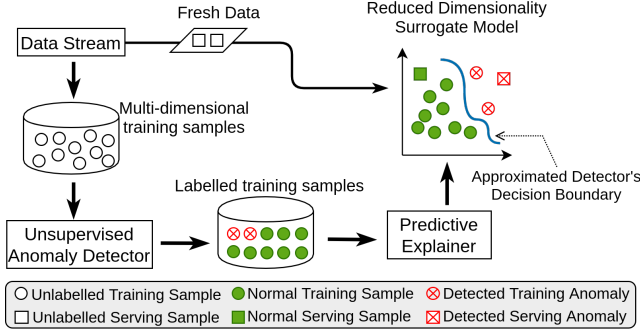 Fresh Data
Reduced Dimensionality
Surrogate Model
Data Stream
Multi-dimensional
training samples
Labelled training samples
Approximated Detector's
Decision Boundary
Unsupervised
Anomaly Detector
Predictive
Explainer
Unlabelled Training Sample
Normal Training Sample
Detected Training Anomaly
Unlabelled Serving Sample
Normal Serving Sample
Detected Serving Anomaly